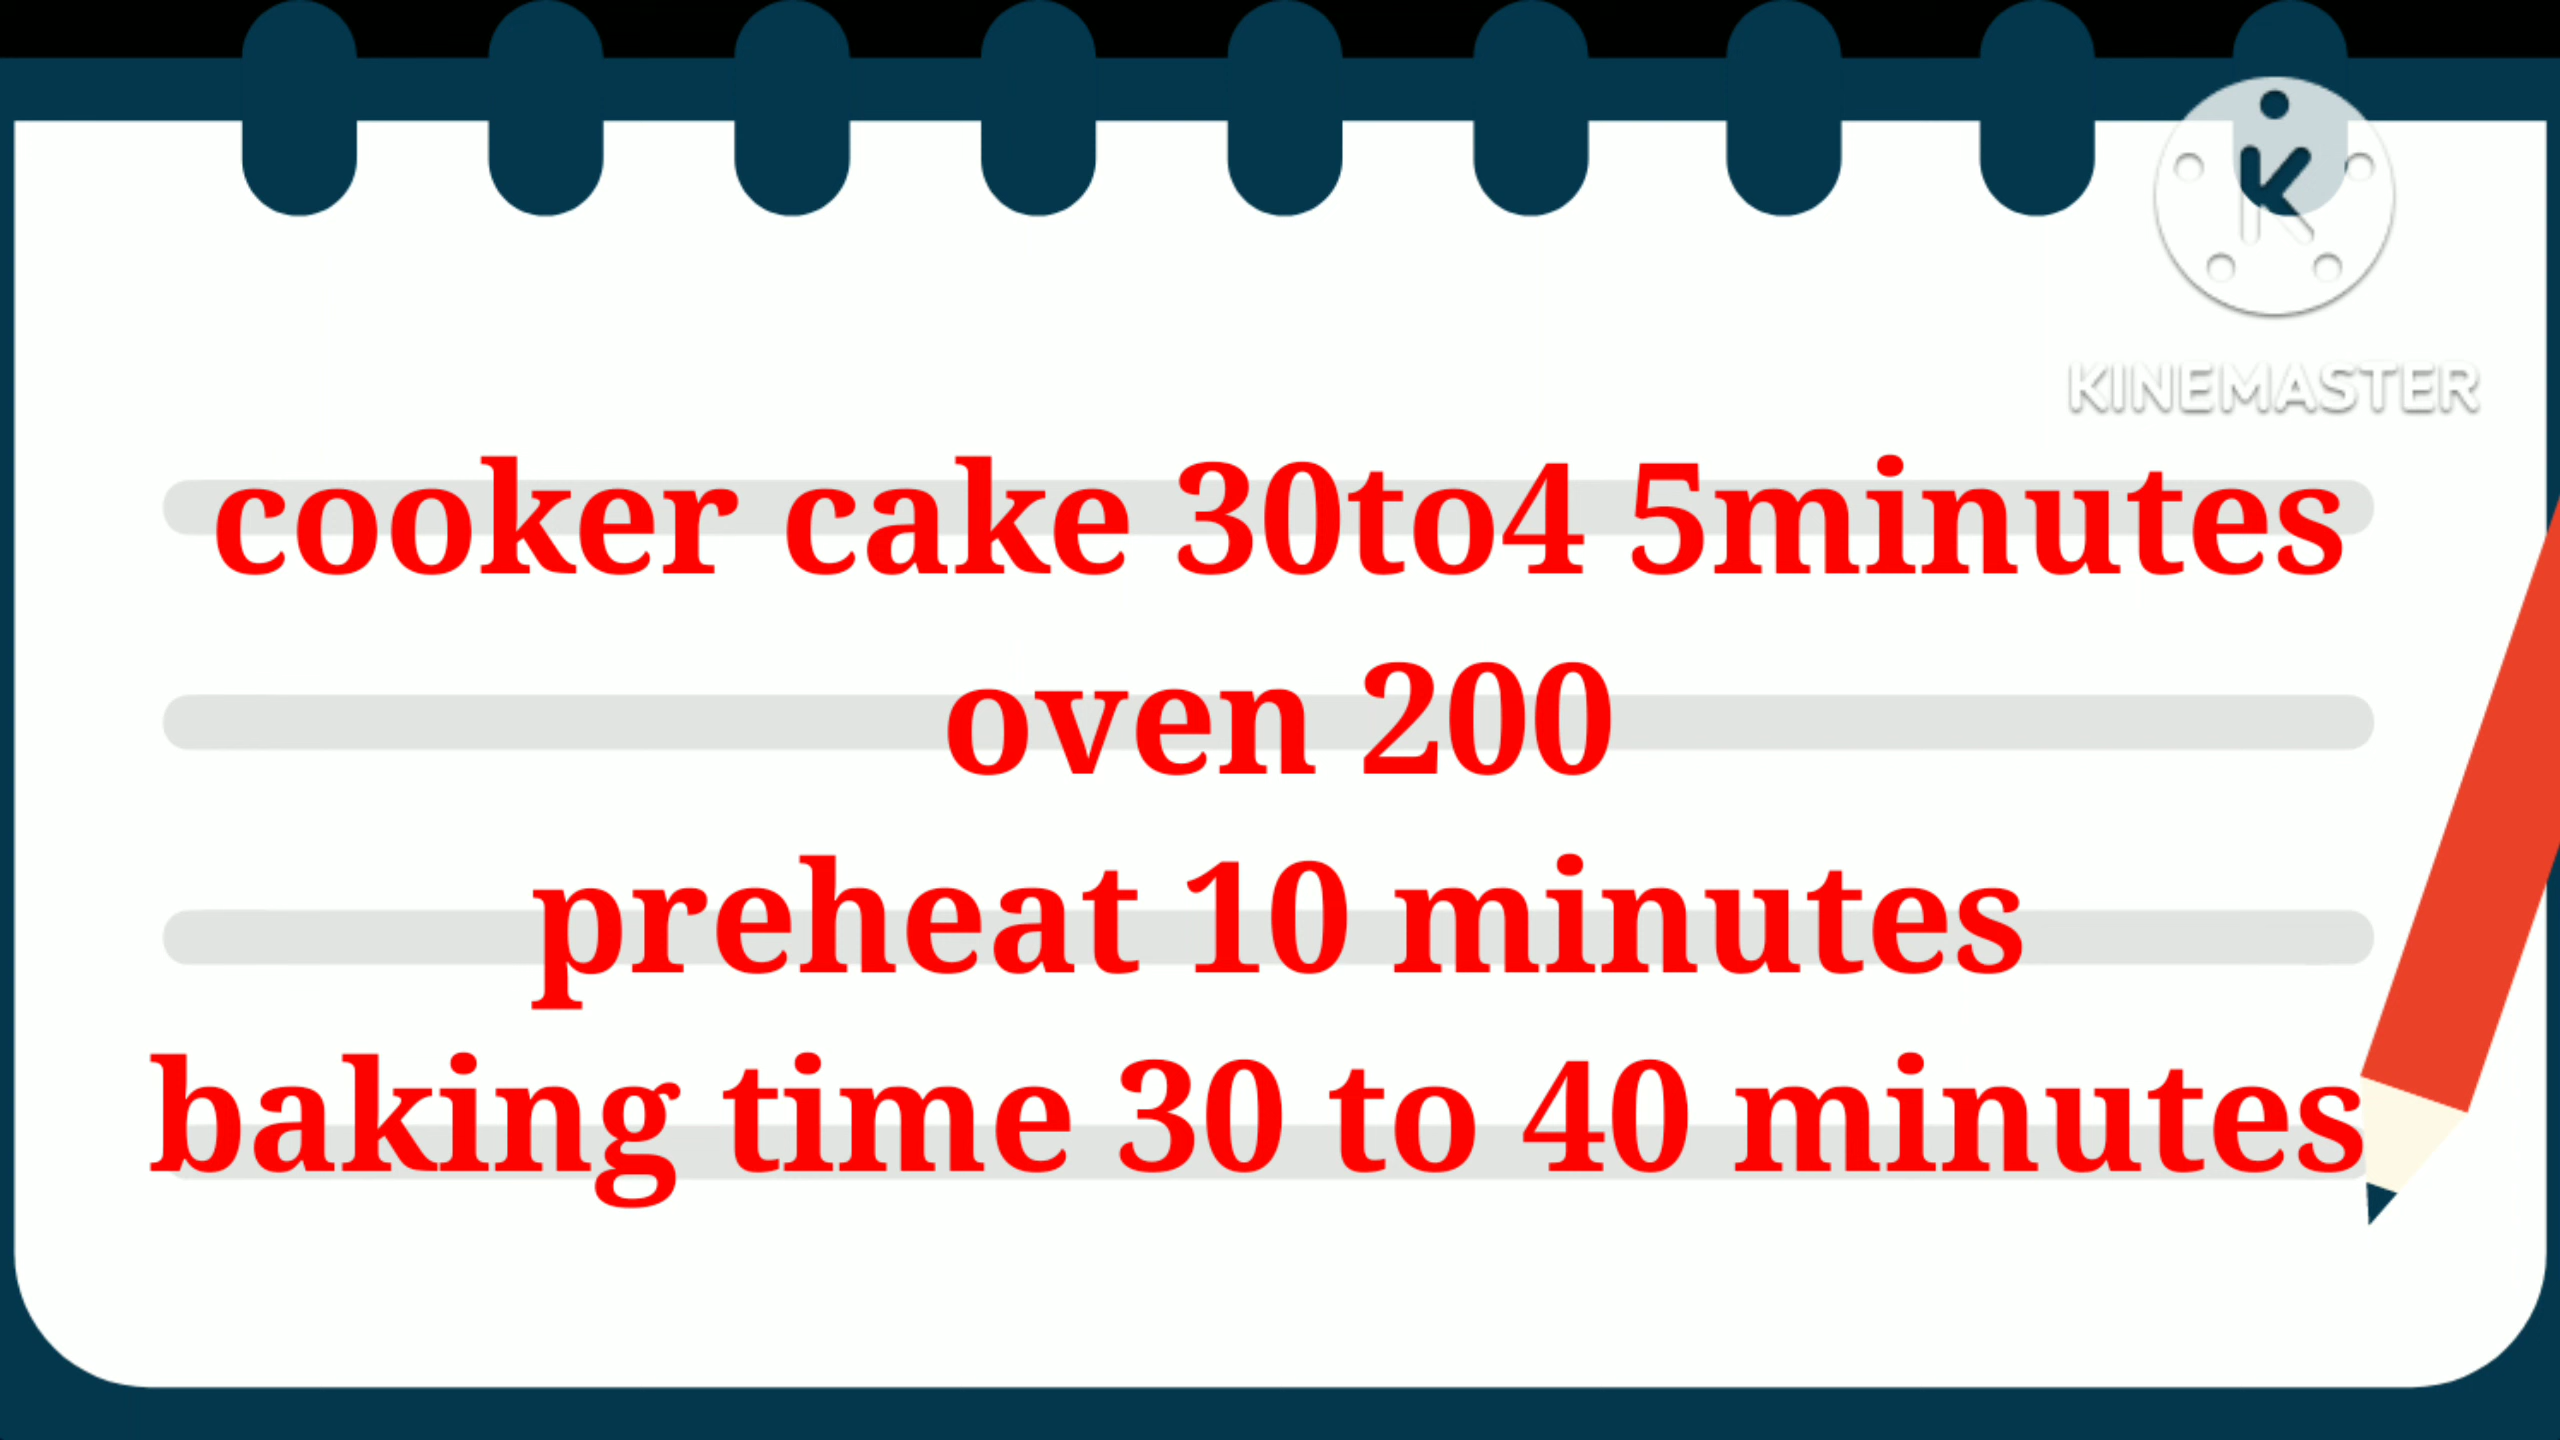 KINEMASTER
cooker cake 30to4 5minutes
oven 200
preheat 10 minutes
baking time 30 to 40 minutes